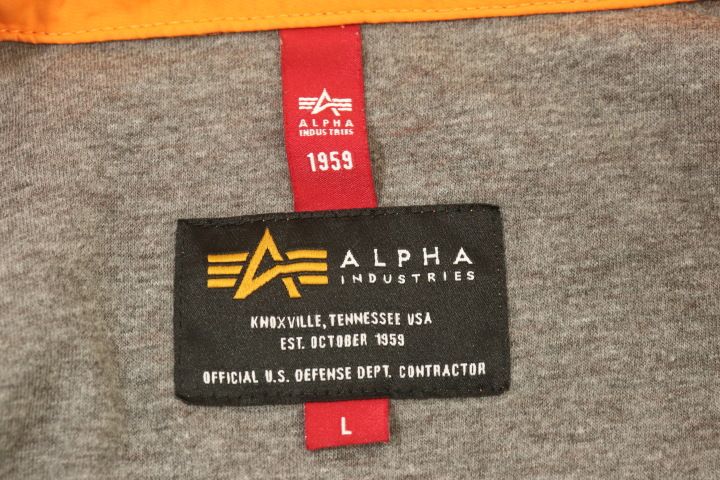 ALPHA
INDUSTRIES
1959
ALPHA
INDUSTRIES
KNOXVILLE, TENNESSEE USA
EST. OCTOBER 1959
OFFICIAL U.S. DEFENSE DEPT. CONTRACTOR
L